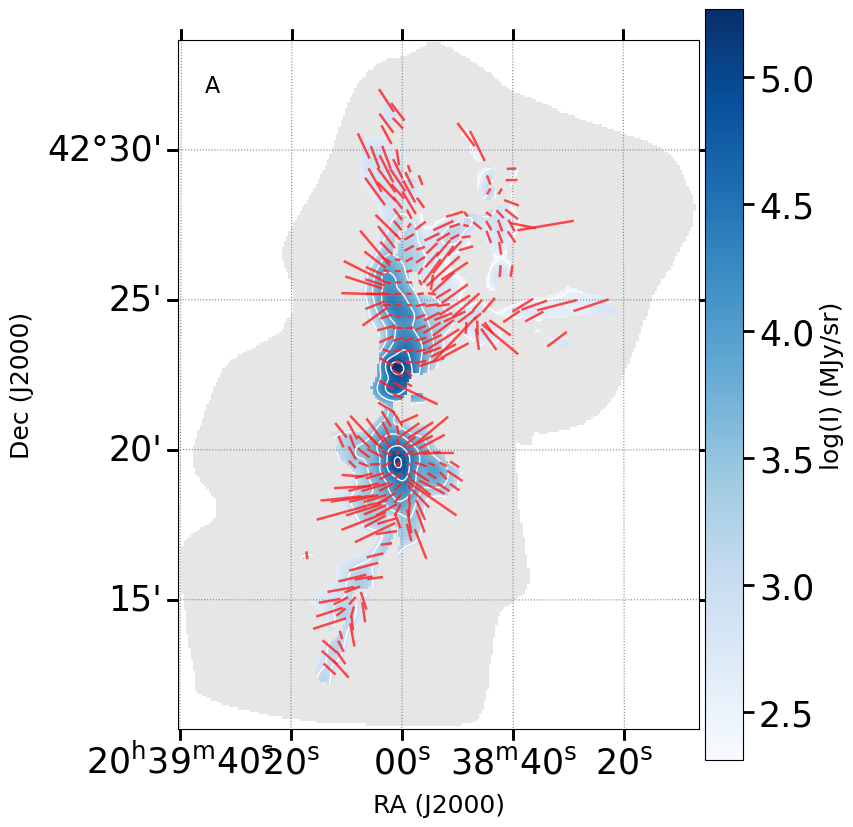 A
42°30'
25'
20'
15'
Dec (J2000)
20ʰ39ᵐ40ˢ
20ˢ
00ˢ
38ᵐ40ˢ
20ˢ
RA (J2000)
5.0
4.5
4.0
3.5
3.0
2.5
log(I) (MJy/sr)